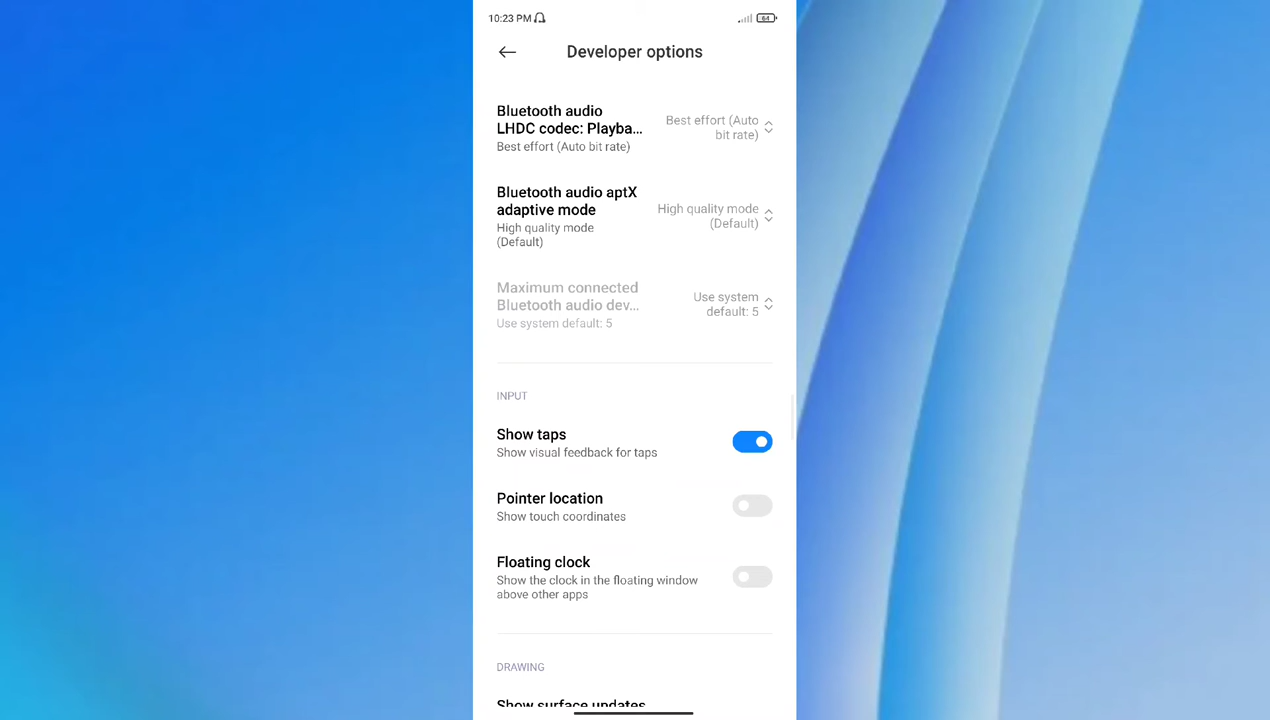 10:23 PM
64
Developer options
Bluetooth audio
LHDC codec: Playba...
Best effort (Auto bit rate)
Best effort (Auto
bit rate)
Bluetooth audio aptX
adaptive mode
High quality mode
(Default)
High quality mode
(Default)
Maximum connected
Bluetooth audio dev...
Use system default: 5
Use system
default: 5
INPUT
Show taps
Show visual feedback for taps
Pointer location
Show touch coordinates
Floating clock
Show the clock in the floating window
above other apps
DRAWING
Show surface updates